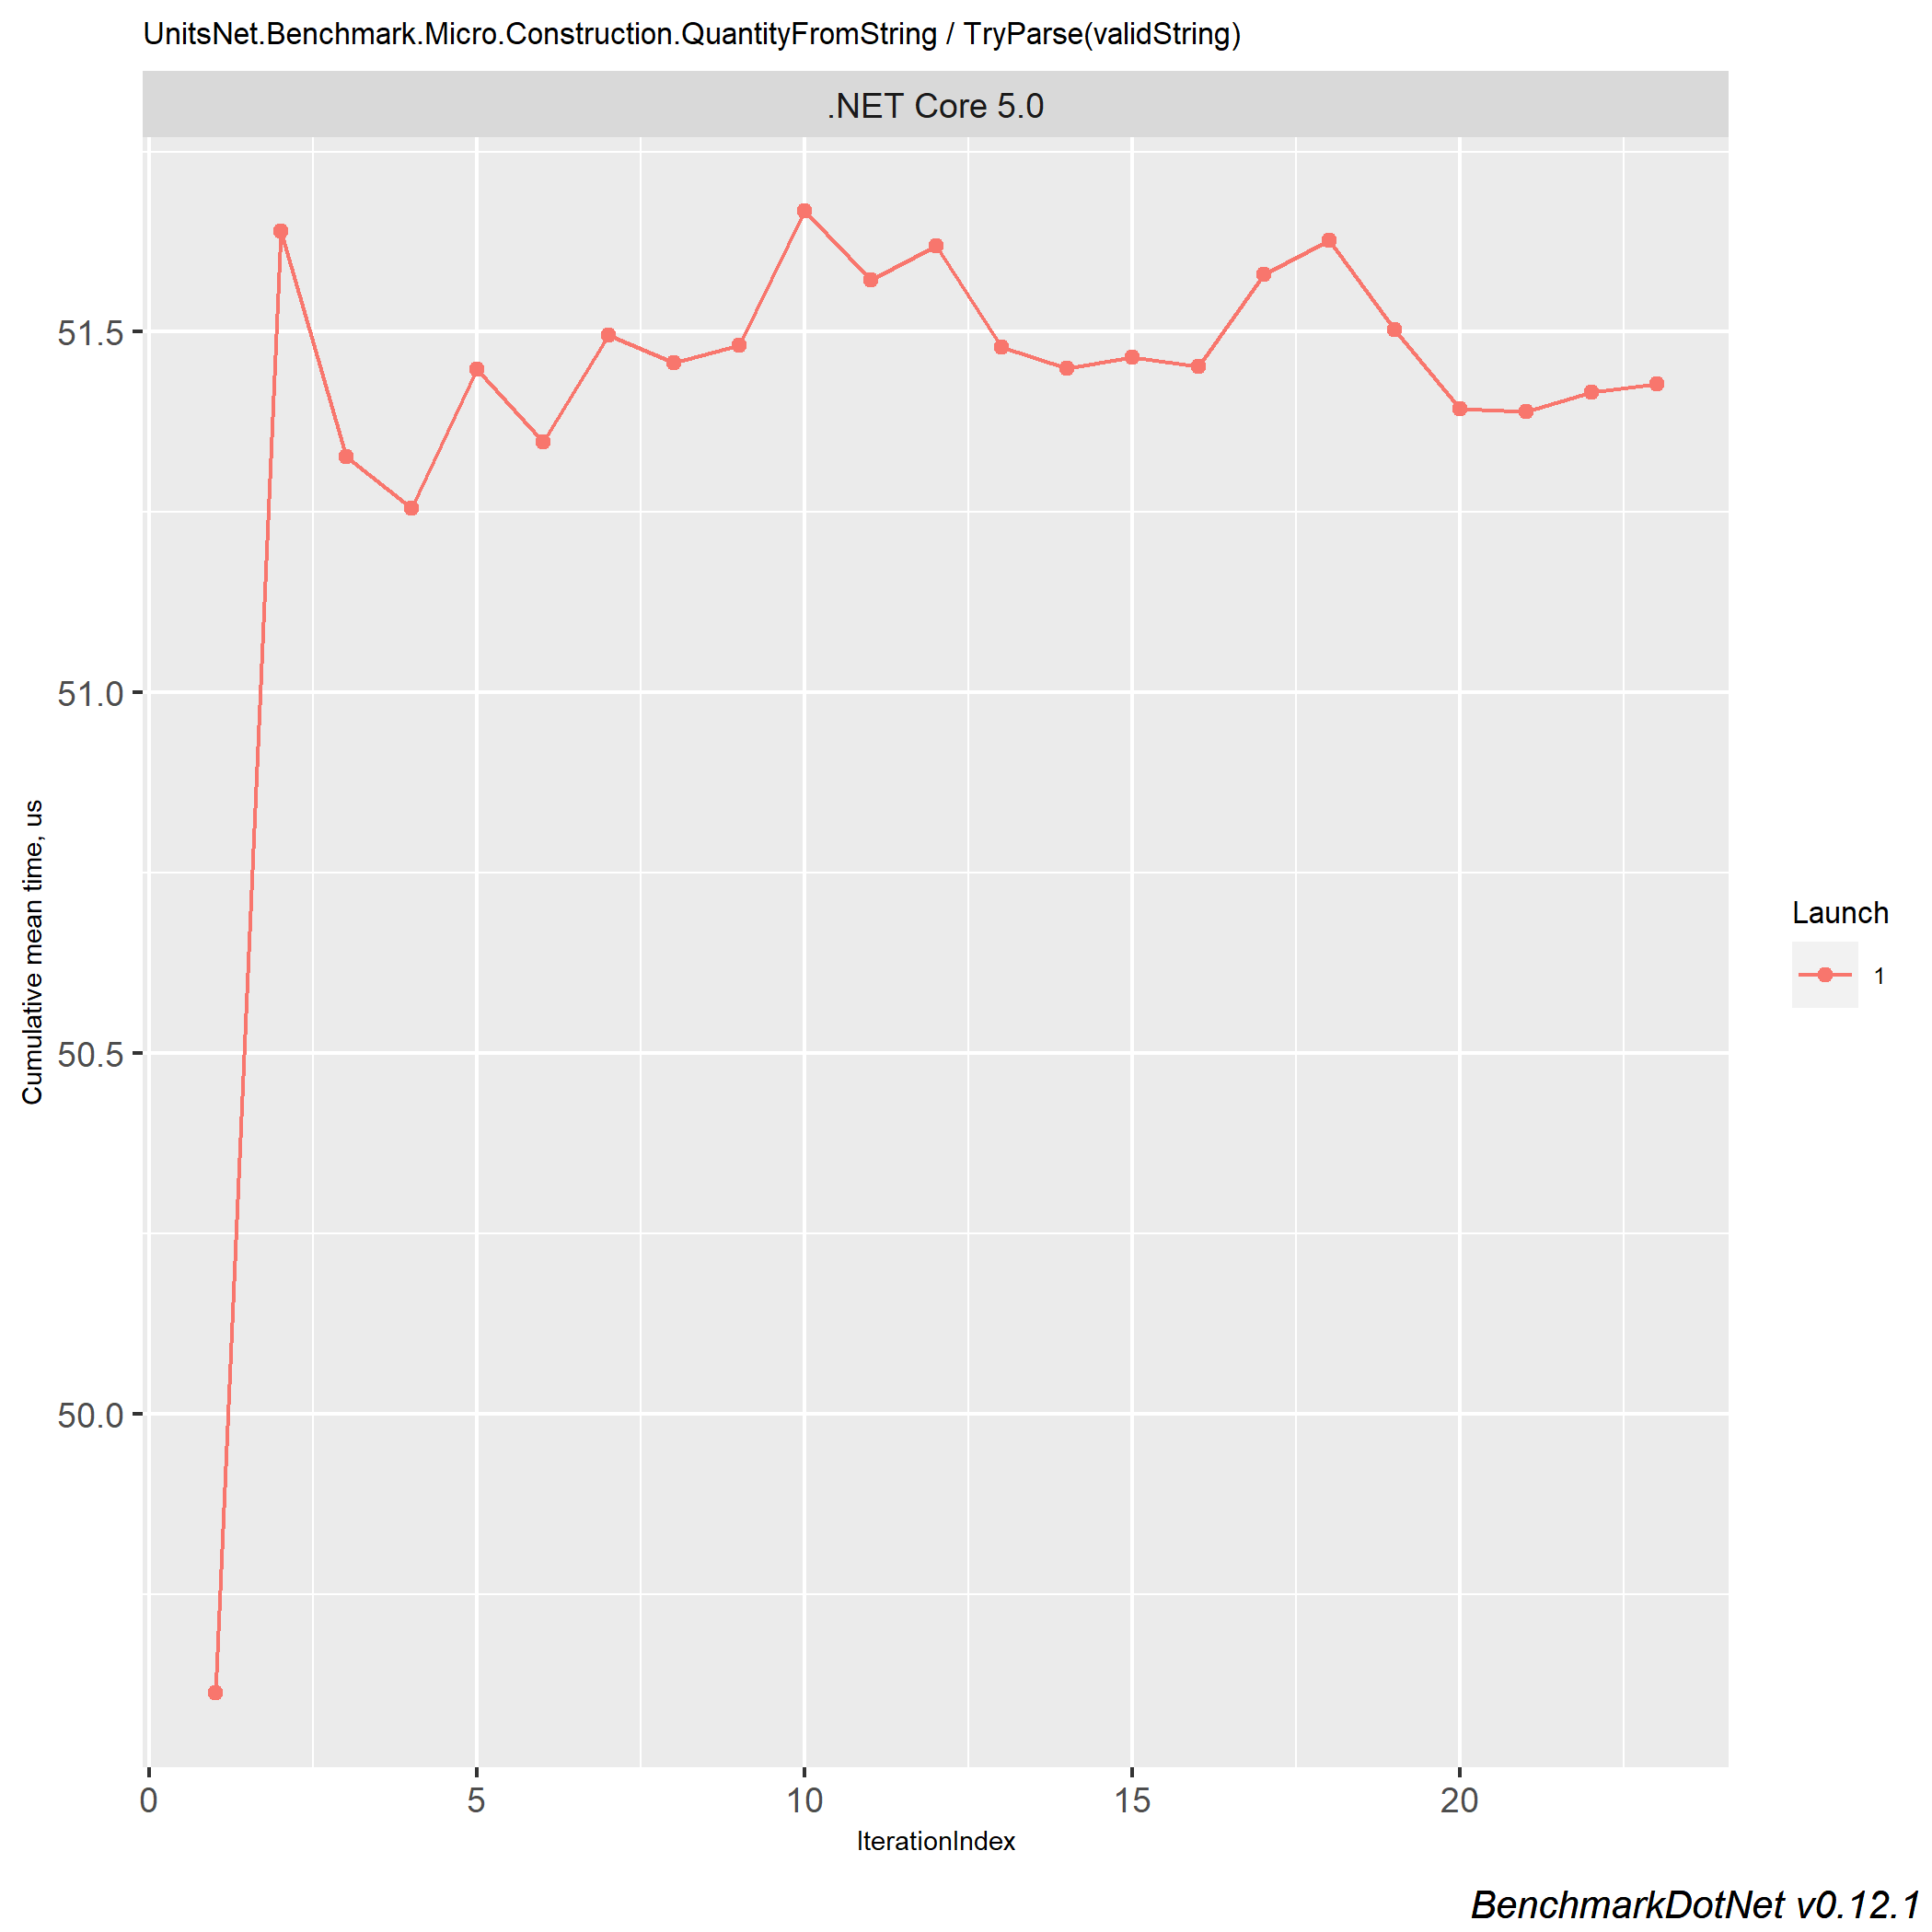 UnitsNet.Benchmark.Micro.Construction.QuantityFromString / TryParse(validString)
.NET Core 5.0
51.5
51.0
50.5
50.0
Cumulative mean time, us
0 5 10 15 20
IterationIndex
Launch
1
BenchmarkDotNet v0.12.1